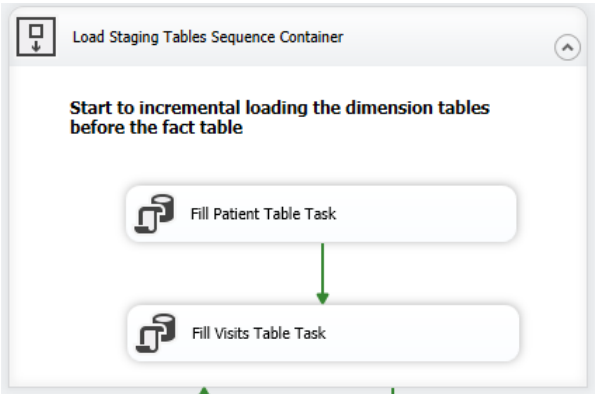 Load Staging Tables Sequence Container
Start to incremental loading the dimension tables
before the fact table
Fill Patient Table Task
Fill Visits Table Task